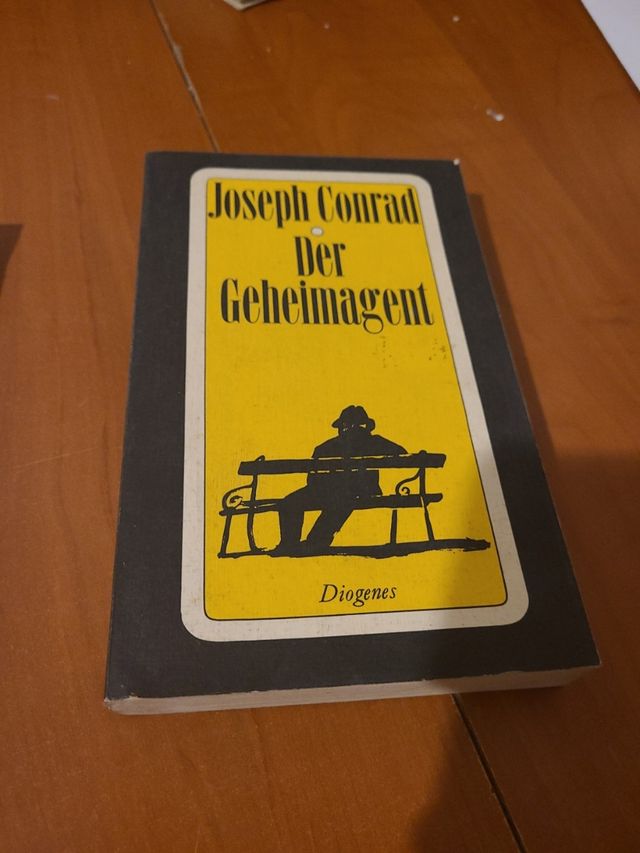 Joseph Conrad
Der
Geheimagent
Diogenes